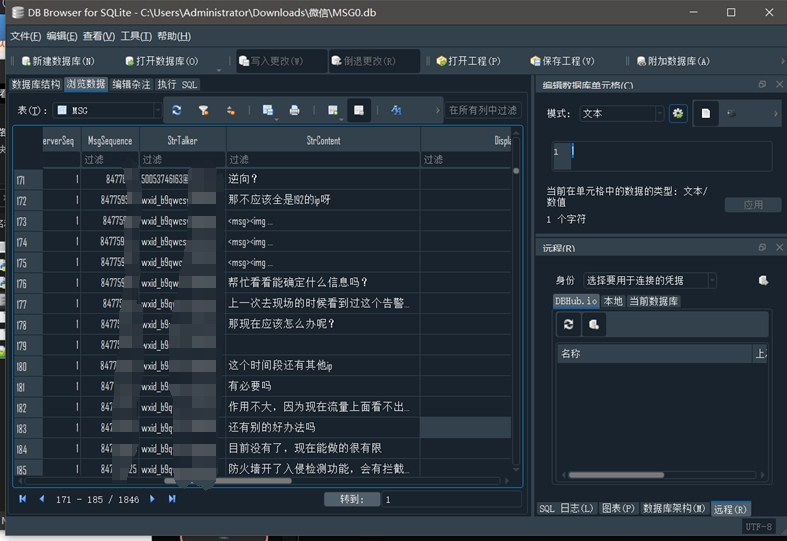 DB Browser for SQLite - C:\Users\Administrator\Downloads\微信\MSG0.db
文件(F) 编辑(E) 查看(V) 工具(T) 帮助(H)
新建数据库(N) 打开数据库(O) 写入更改(W) 倒退更改(R) 打开工程(P) 保存工程(V) 附加数据库(A)
数据库结构 浏览数据 编辑杂注 执行 SQL
表(T): MSG 在所有列中过滤
erverSeq MsgSequence StrTalker StrContent Displa
过滤 过滤 过滤 过滤
171 1 8477 50053746163@ 逆向?
172 1 847759 wxid_b9qwcs 那不应该全是192的ip呀
173 1 84775 wxid_b9qwcs <msg><img ...
174 1 847759 wxid_b9qwcs <msg><img ...
175 1 847759 wxid_b9qwcs <msg><img ...
176 1 847759 wxid_b9qw 帮忙看看能确定什么信息吗?
177 1 84775 wxid_b9q 上一次去现场的时候看到过这个告警...
178 1 84775 wxid_b9q 那现在应该怎么办呢?
179 1 8477 wxid_b9q
180 1 8477 wxid_b9q 这个时间段还有其他ip
181 1 847 wxid_b9 有必要吗
182 1 847 wxid_b9 作用不大，因为现在流量上面看不出...
183 1 847 wxid_b9 还有别的好办法吗
184 1 847 wxid_b9 目前没有了，现在能做的很有限
185 1 847 25 wxid_b9 防火墙开了入侵检测功能，会有拦截...
171 - 185 / 1846 转到: 1
编辑数据库单元格(C)
模式: 文本
1
当前在单元格中的数据的类型: 文本/
数值
1 个字符
应用
远程(R)
身份 选择要用于连接的凭据
DBHub.io 本地 当前数据库
名称
SQL 日志(L) 图表(P) 数据库架构(M) 远程(R)
UTF-8